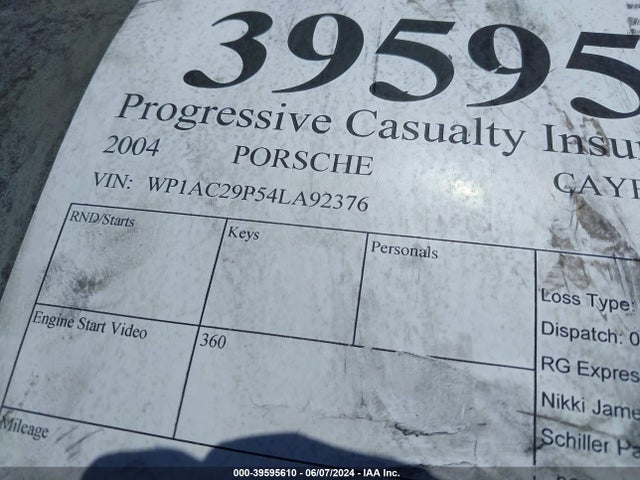 39595
Progressive Casualty Insu
2004 PORSCHE CAYE
VIN: WP1AC29P54LA92376
RND/Starts Keys Personals
Loss Type:
Engine Start Video 360
Dispatch: 0
RG Expres
Nikki Jame
Mileage
Schiller Pa
000-39595610 - 06/07/2024 - IAA Inc.